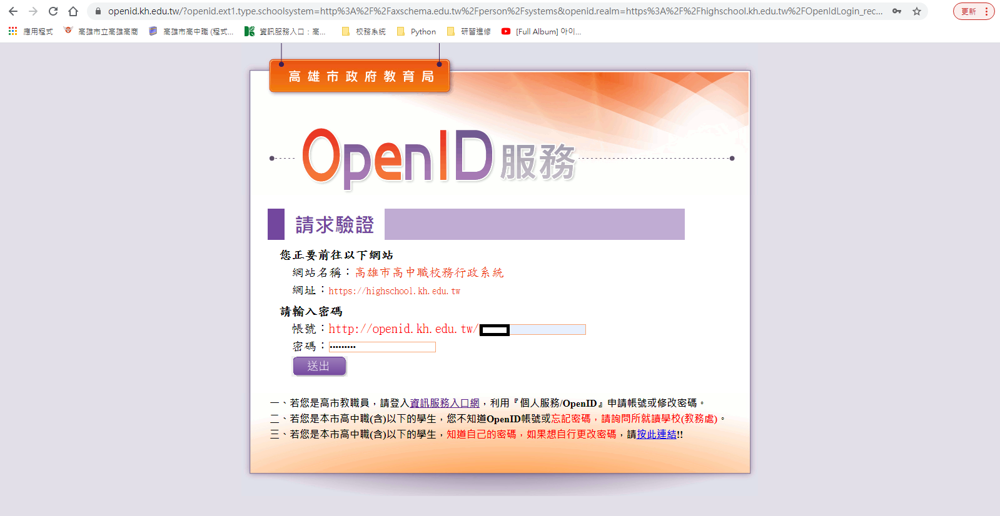 openid.kh.edu.tw/?openid.ext1.type.schoolsystem=http%3A%2F%2Faxschema.edu.tw%2Fperson%2Fsystems&openid.realm=https%3A%2F%2Fhighschool.kh.edu.tw%2FOpenIdLogin_rec...
更新
應用程式 高雄市立高雄高商 高雄市高中職 (程式... 資訊服務入口：高... 校務系統 Python 研習進修 [Full Album] 아이...
高雄市政府教育局
OpenID服務
請求驗證
您正要前往以下網站
網站名稱：高雄市高中職校務行政系統
網址：https://highschool.kh.edu.tw
請輸入密碼
帳號：http://openid.kh.edu.tw/
密碼：•••••••••
送出
一、若您是高市教職員，請登入資訊服務入口網，利用『個人服務/OpenID』申請帳號或修改密碼。
二、若您是本市高中職(含)以下的學生，您不知道OpenID帳號或忘記密碼，請詢問所就讀學校(教務處)。
三、若您是本市高中職(含)以下的學生，知道自己的密碼，如果想自行更改密碼，請按此連結!!